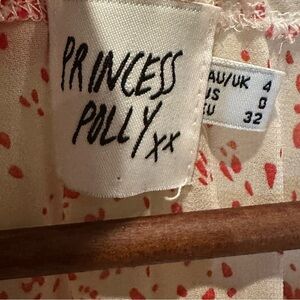 PRINCESS
POLLY xx
AU/UK 4
US 0
EU 32